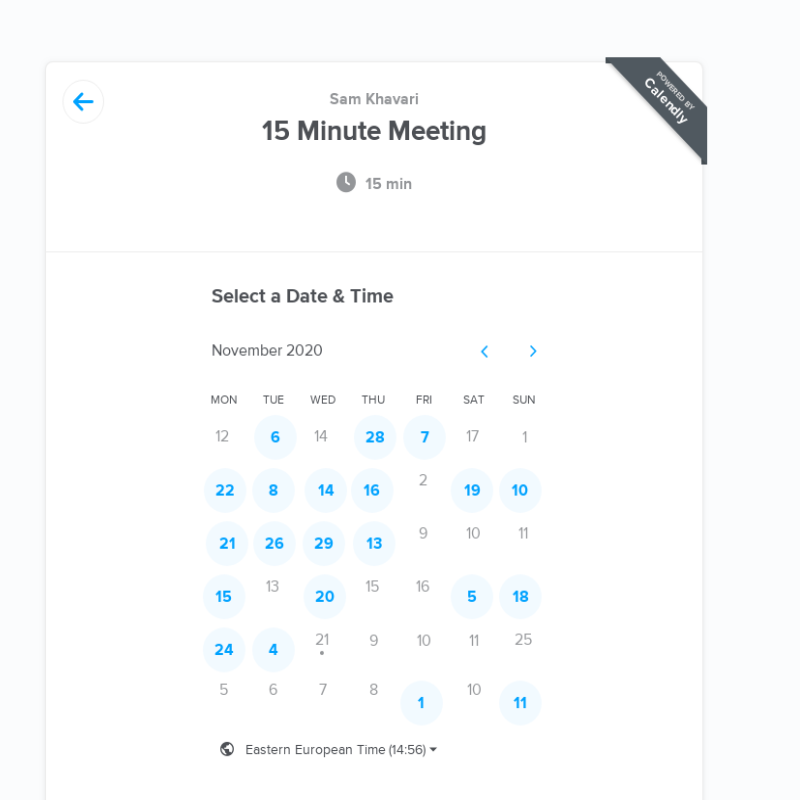 POWERED BY
Calendly
Sam Khavari
15 Minute Meeting
15 min
Select a Date & Time
November 2020
MON TUE WED THU FRI SAT SUN
12 6 14 28 7 17 1
22 8 14 16 2 19 10
21 26 29 13 9 10 11
15 13 20 15 16 5 18
24 4 21 9 10 11 25
5 6 7 8 1 10 11
Eastern European Time (14:56)